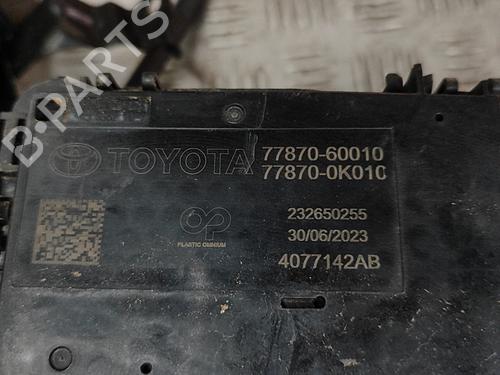 B-PARTS
TOYOTA 77870-60010
77870-0K010
232650255
PLASTIC OMNIUM
30/06/2023
4077142AB